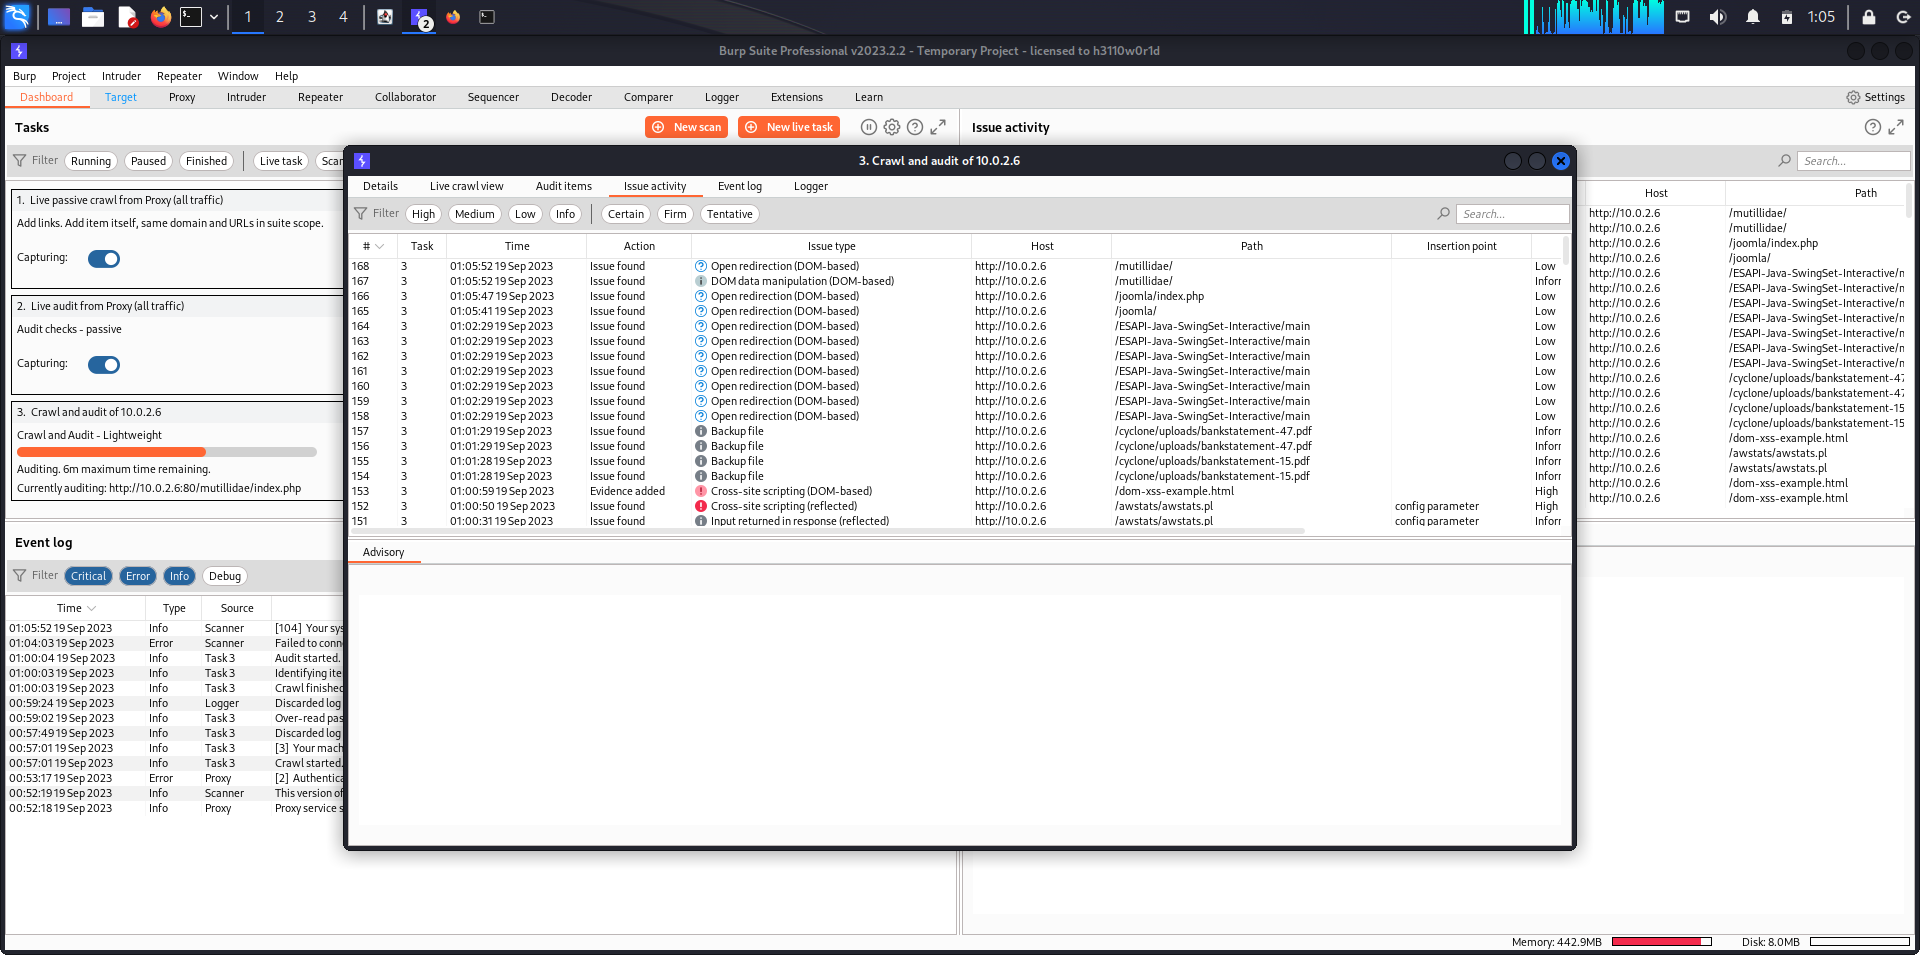 1 2 3 4 2 1:05
Burp Suite Professional v2023.2.2 - Temporary Project - licensed to h3110w0r1d
Burp Project Intruder Repeater Window Help
Dashboard Target Proxy Intruder Repeater Collaborator Sequencer Decoder Comparer Logger Extensions Learn Settings
Tasks New scan New live task
Filter Running Paused Finished Live task Scan
1. Live passive crawl from Proxy (all traffic)
Add links. Add item itself, same domain and URLs in suite scope.
Capturing:
2. Live audit from Proxy (all traffic)
Audit checks - passive
Capturing:
3. Crawl and audit of 10.0.2.6
Crawl and Audit - Lightweight
Auditing. 6m maximum time remaining.
Currently auditing: http://10.0.2.6:80/mutillidae/index.php
Event log
Filter Critical Error Info Debug
Time Type Source
01:05:52 19 Sep 2023 Info Scanner [104] Your sys
01:04:03 19 Sep 2023 Error Scanner Failed to conn
01:00:04 19 Sep 2023 Info Task 3 Audit started.
01:00:03 19 Sep 2023 Info Task 3 Identifying ite
01:00:03 19 Sep 2023 Info Task 3 Crawl finished
00:59:24 19 Sep 2023 Info Logger Discarded log
00:59:02 19 Sep 2023 Info Task 3 Over-read pas
00:57:49 19 Sep 2023 Info Task 3 Discarded log
00:57:01 19 Sep 2023 Info Task 3 [3] Your mach
00:57:01 19 Sep 2023 Info Task 3 Crawl started.
00:53:17 19 Sep 2023 Error Proxy [2] Authentica
00:52:19 19 Sep 2023 Info Scanner This version of
00:52:18 19 Sep 2023 Info Proxy Proxy service s
3. Crawl and audit of 10.0.2.6
Details Live crawl view Audit items Issue activity Event log Logger
Filter High Medium Low Info Certain Firm Tentative Search...
# Task Time Action Issue type Host Path Insertion point
168 3 01:05:52 19 Sep 2023 Issue found Open redirection (DOM-based) http://10.0.2.6 /mutillidae/ Low
167 3 01:05:52 19 Sep 2023 Issue found DOM data manipulation (DOM-based) http://10.0.2.6 /mutillidae/ Inforr
166 3 01:05:47 19 Sep 2023 Issue found Open redirection (DOM-based) http://10.0.2.6 /joomla/index.php Low
165 3 01:05:41 19 Sep 2023 Issue found Open redirection (DOM-based) http://10.0.2.6 /joomla/ Low
164 3 01:02:29 19 Sep 2023 Issue found Open redirection (DOM-based) http://10.0.2.6 /ESAPI-Java-SwingSet-Interactive/main Low
163 3 01:02:29 19 Sep 2023 Issue found Open redirection (DOM-based) http://10.0.2.6 /ESAPI-Java-SwingSet-Interactive/main Low
162 3 01:02:29 19 Sep 2023 Issue found Open redirection (DOM-based) http://10.0.2.6 /ESAPI-Java-SwingSet-Interactive/main Low
161 3 01:02:29 19 Sep 2023 Issue found Open redirection (DOM-based) http://10.0.2.6 /ESAPI-Java-SwingSet-Interactive/main Low
160 3 01:02:29 19 Sep 2023 Issue found Open redirection (DOM-based) http://10.0.2.6 /ESAPI-Java-SwingSet-Interactive/main Low
159 3 01:02:29 19 Sep 2023 Issue found Open redirection (DOM-based) http://10.0.2.6 /ESAPI-Java-SwingSet-Interactive/main Low
158 3 01:02:29 19 Sep 2023 Issue found Open redirection (DOM-based) http://10.0.2.6 /ESAPI-Java-SwingSet-Interactive/main Low
157 3 01:01:29 19 Sep 2023 Issue found Backup file http://10.0.2.6 /cyclone/uploads/bankstatement-47.pdf Inforr
156 3 01:01:29 19 Sep 2023 Issue found Backup file http://10.0.2.6 /cyclone/uploads/bankstatement-47.pdf Inforr
155 3 01:01:28 19 Sep 2023 Issue found Backup file http://10.0.2.6 /cyclone/uploads/bankstatement-15.pdf Inforr
154 3 01:01:28 19 Sep 2023 Issue found Backup file http://10.0.2.6 /cyclone/uploads/bankstatement-15.pdf Inforr
153 3 01:00:59 19 Sep 2023 Evidence added Cross-site scripting (DOM-based) http://10.0.2.6 /dom-xss-example.html High
152 3 01:00:50 19 Sep 2023 Issue found Cross-site scripting (reflected) http://10.0.2.6 /awstats/awstats.pl config parameter High
151 3 01:00:31 19 Sep 2023 Issue found Input returned in response (reflected) http://10.0.2.6 /awstats/awstats.pl config parameter Inforr
Advisory
Issue activity
Search...
Host Path
http://10.0.2.6 /mutillidae/
http://10.0.2.6 /mutillidae/
http://10.0.2.6 /joomla/index.php
http://10.0.2.6 /joomla/
http://10.0.2.6 /ESAPI-Java-SwingSet-Interactive/n
http://10.0.2.6 /ESAPI-Java-SwingSet-Interactive/n
http://10.0.2.6 /ESAPI-Java-SwingSet-Interactive/n
http://10.0.2.6 /ESAPI-Java-SwingSet-Interactive/n
http://10.0.2.6 /ESAPI-Java-SwingSet-Interactive/n
http://10.0.2.6 /ESAPI-Java-SwingSet-Interactive/n
http://10.0.2.6 /ESAPI-Java-SwingSet-Interactive/n
http://10.0.2.6 /cyclone/uploads/bankstatement-47
http://10.0.2.6 /cyclone/uploads/bankstatement-47
http://10.0.2.6 /cyclone/uploads/bankstatement-15
http://10.0.2.6 /cyclone/uploads/bankstatement-15
http://10.0.2.6 /dom-xss-example.html
http://10.0.2.6 /awstats/awstats.pl
http://10.0.2.6 /awstats/awstats.pl
http://10.0.2.6 /dom-xss-example.html
http://10.0.2.6 /dom-xss-example.html
Memory: 442.9MB Disk: 8.0MB